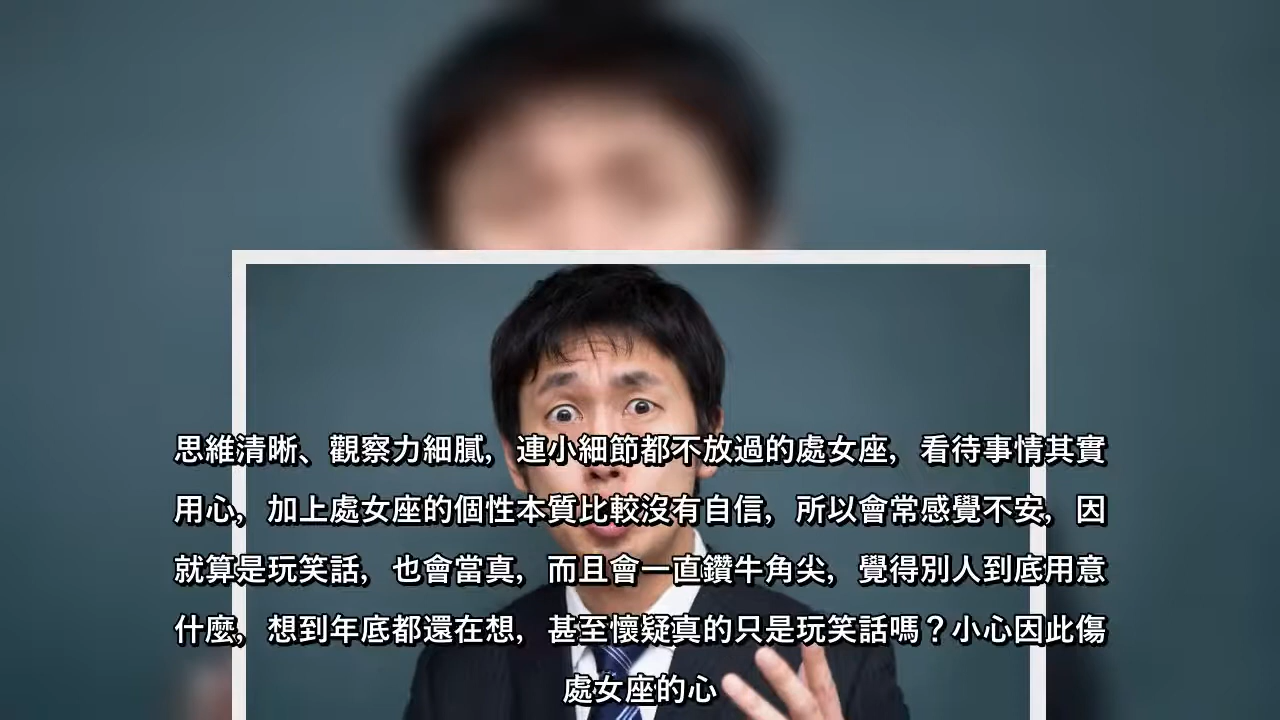 思維清晰、觀察力細膩，連小細節都不放過的處女座，看待事情其實
用心，加上處女座的個性本質比較沒有自信，所以會常感覺不安，因
就算是玩笑話，也會當真，而且會一直鑽牛角尖，覺得別人到底用意
什麼，想到年底都還在想，甚至懷疑真的只是玩笑話嗎？小心因此傷
處女座的心